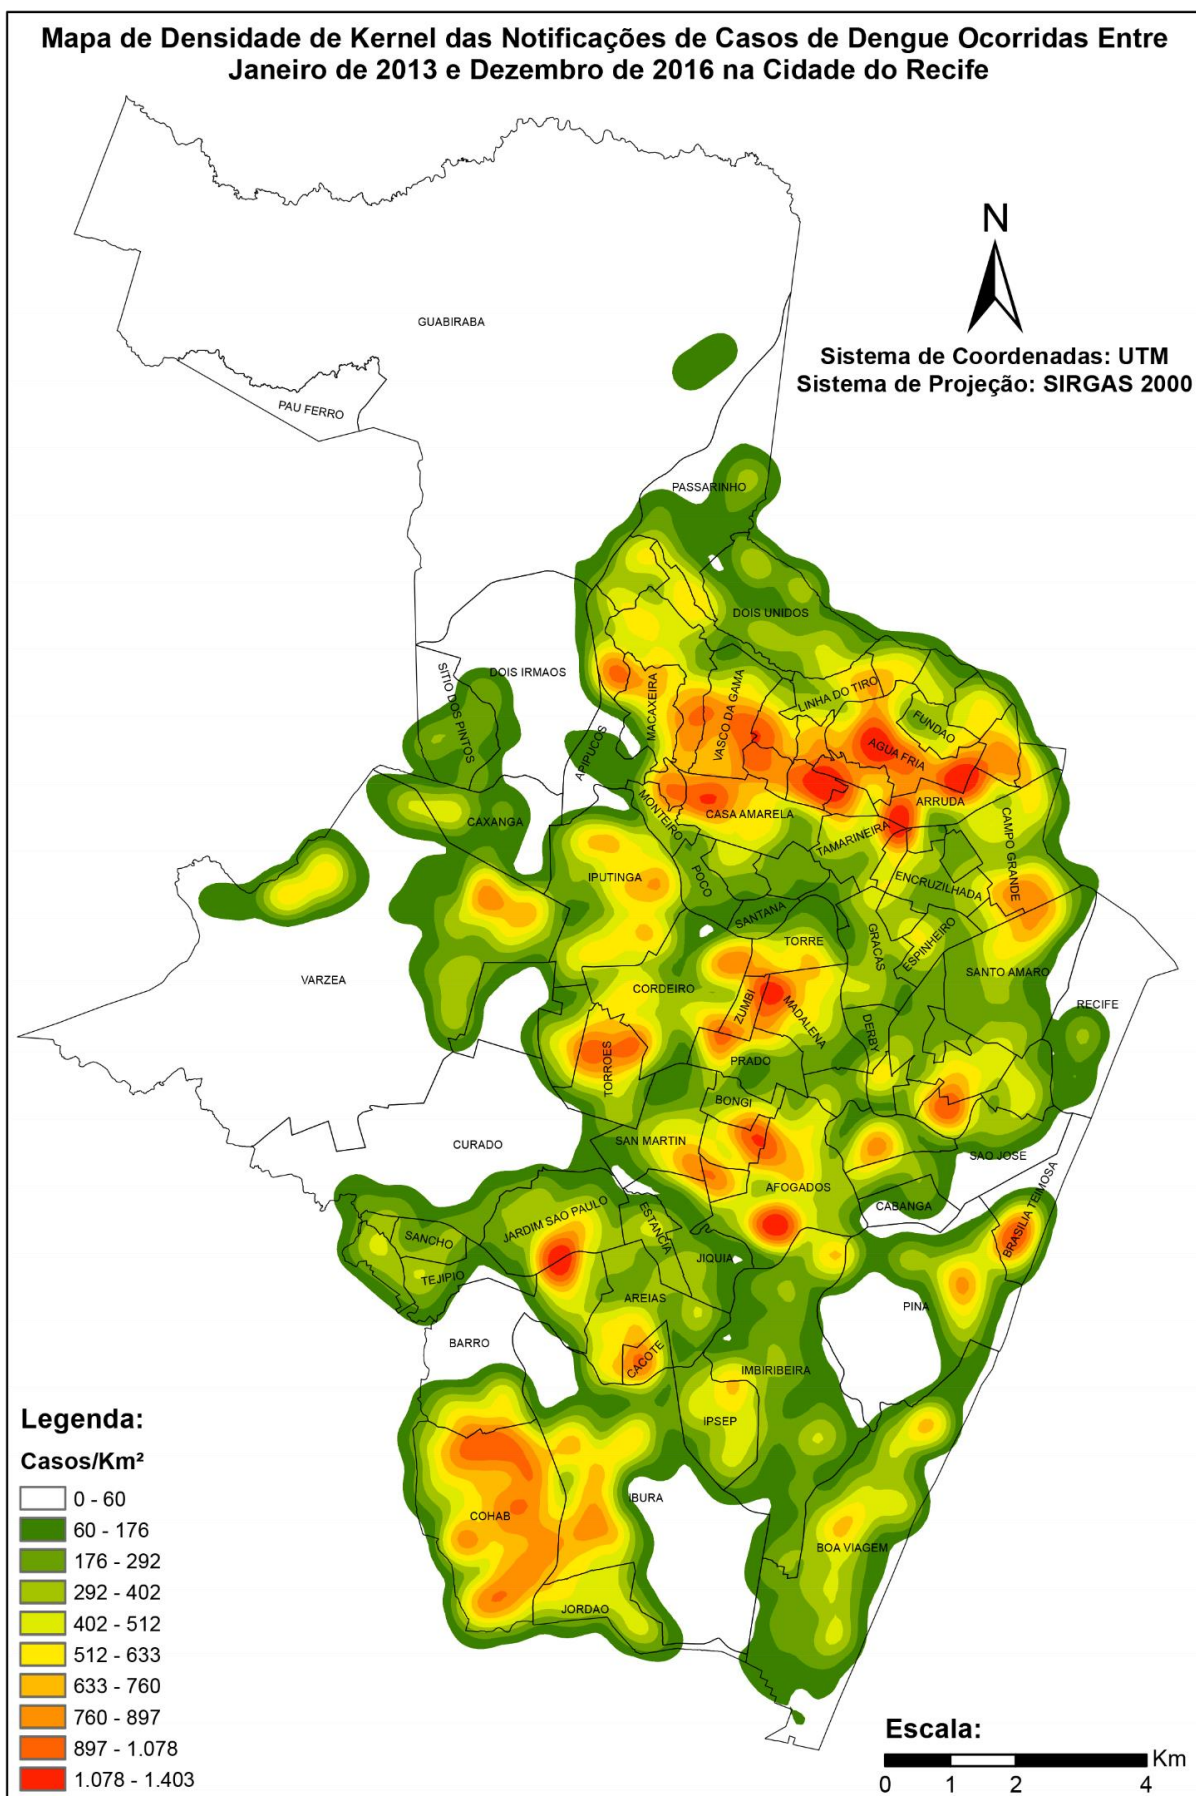 Mapa de Densidade de Kernel das Notificações de Casos de Dengue Ocorridas Entre
Janeiro de 2013 e Dezembro de 2016 na Cidade do Recife
N
Sistema de Coordenadas: UTM
Sistema de Projeção: SIRGAS 2000
GUABIRABA
PAU FERRO
PASSARINHO
DOIS UNIDOS
DOIS IRMAOS
SITIO DOS PINTOS
MACAXEIRA
VASCO DA GAMA
LINHA DO TIRO
FUNDAO
AGUA FRIA
APIPUCOS
ARRUDA
MONTEIRO
CASA AMARELA
CAXANGA
TAMARINEIRA
CAMPO GRANDE
IPUTINGA
POCO
ENCRUZILHADA
SANTANA
TORRE
GRACAS
ESPINHEIRO
SANTO AMARO
VARZEA
CORDEIRO
ZUMBI
MADALENA
RECIFE
DERBY
PRADO
TORROES
BONGI
CURADO
SAN MARTIN
SAO JOSE
AFOGADOS
CABANGA
BRASILIA TEIMOSA
JARDIM SAO PAULO
ESTANCIA
SANCHO
JIQUIA
TEJIPIO
AREIAS
PINA
BARRO
CACOTE
IMBIRIBEIRA
IPSEP
IBURA
COHAB
BOA VIAGEM
JORDAO
Legenda:
Casos/Km²
0 - 60
60 - 176
176 - 292
292 - 402
402 - 512
512 - 633
633 - 760
760 - 897
897 - 1.078
1.078 - 1.403
Escala:
Km
0 1 2 4